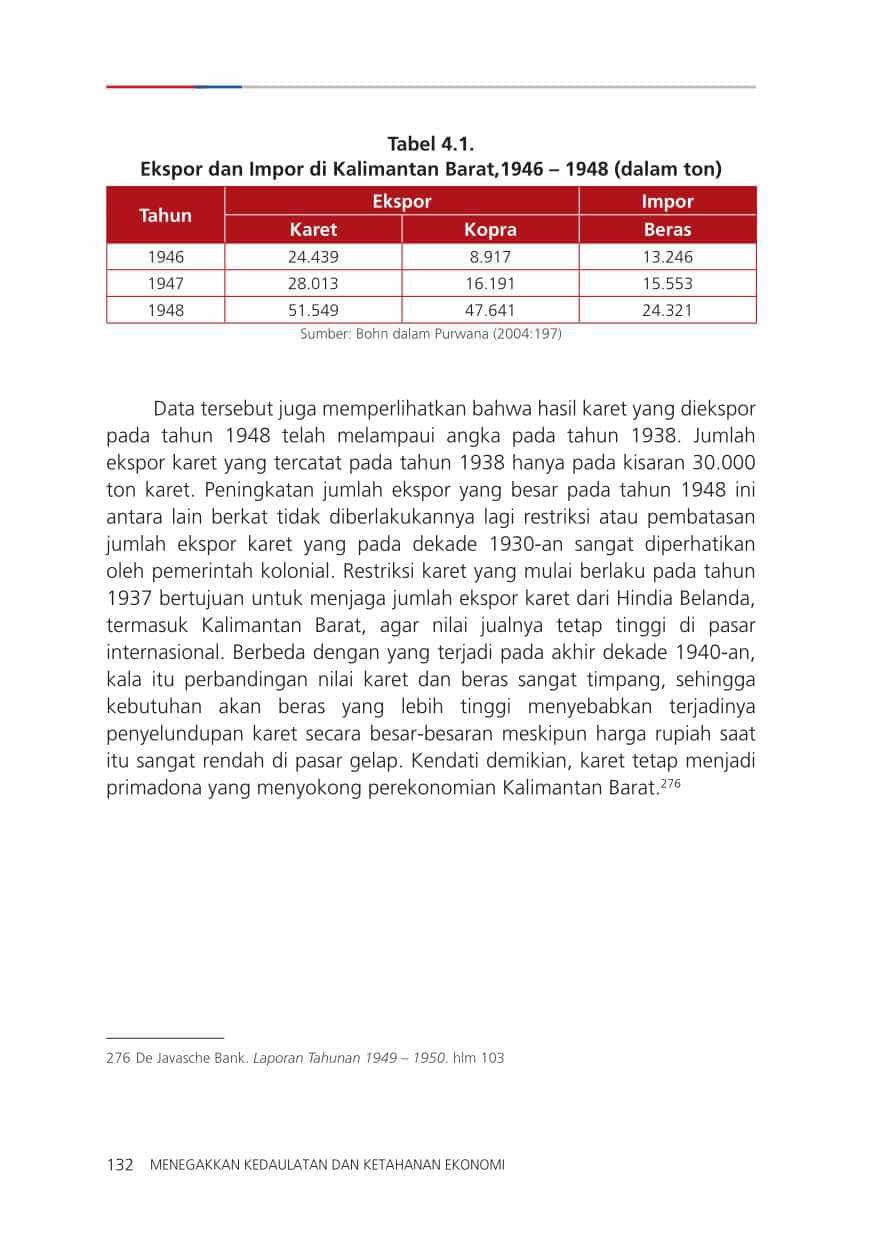 Tabel 4.1.
Ekspor dan Impor di Kalimantan Barat,1946 – 1948 (dalam ton)
Tahun Ekspor Impor
Karet Kopra Beras
1946 24.439 8.917 13.246
1947 28.013 16.191 15.553
1948 51.549 47.641 24.321
Sumber: Bohn dalam Purwana (2004:197)
Data tersebut juga memperlihatkan bahwa hasil karet yang diekspor
pada tahun 1948 telah melampaui angka pada tahun 1938. Jumlah
ekspor karet yang tercatat pada tahun 1938 hanya pada kisaran 30.000
ton karet. Peningkatan jumlah ekspor yang besar pada tahun 1948 ini
antara lain berkat tidak diberlakukannya lagi restriksi atau pembatasan
jumlah ekspor karet yang pada dekade 1930-an sangat diperhatikan
oleh pemerintah kolonial. Restriksi karet yang mulai berlaku pada tahun
1937 bertujuan untuk menjaga jumlah ekspor karet dari Hindia Belanda,
termasuk Kalimantan Barat, agar nilai jualnya tetap tinggi di pasar
internasional. Berbeda dengan yang terjadi pada akhir dekade 1940-an,
kala itu perbandingan nilai karet dan beras sangat timpang, sehingga
kebutuhan akan beras yang lebih tinggi menyebabkan terjadinya
penyelundupan karet secara besar-besaran meskipun harga rupiah saat
itu sangat rendah di pasar gelap. Kendati demikian, karet tetap menjadi
primadona yang menyokong perekonomian Kalimantan Barat.276
276 De Javasche Bank. Laporan Tahunan 1949 – 1950. hlm 103
132 MENEGAKKAN KEDAULATAN DAN KETAHANAN EKONOMI